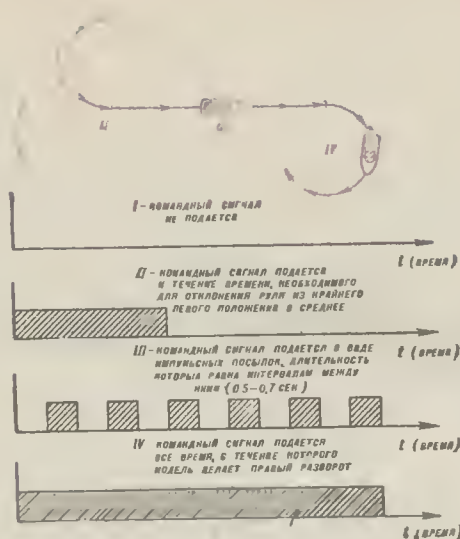 II
IV
I - КОМАНДНЫЙ СИГНАЛ
НЕ ПОДАЕТСЯ
t (ВРЕМЯ)
II - КОМАНДНЫЙ СИГНАЛ ПОДАЕТСЯ
В ТЕЧЕНИЕ ВРЕМЕНИ, НЕОБХОДИМОГО
ДЛЯ ОТКЛОНЕНИЯ РУЛЯ ИЗ КРАЙНЕГО
ЛЕВОГО ПОЛОЖЕНИЯ В СРЕДНЕЕ
t (ВРЕМЯ)
III - КОМАНДНЫЙ СИГНАЛ ПОДАЕТСЯ В ВИДЕ
ИМПУЛЬСНЫХ ПОСЫЛОК, ДЛИТЕЛЬНОСТЬ
КОТОРЫХ РАВНА ИНТЕРВАЛАМ МЕЖДУ
НИМИ (0,5-0,7 СЕК)
t (ВРЕМЯ)
IV КОМАНДНЫЙ СИГНАЛ ПОДАЕТСЯ
ВСЕ ВРЕМЯ, В ТЕЧЕНИЕ КОТОРОГО
МОДЕЛЬ ДЕЛАЕТ ПРАВЫЙ РАЗВОРОТ
t (ВРЕМЯ)